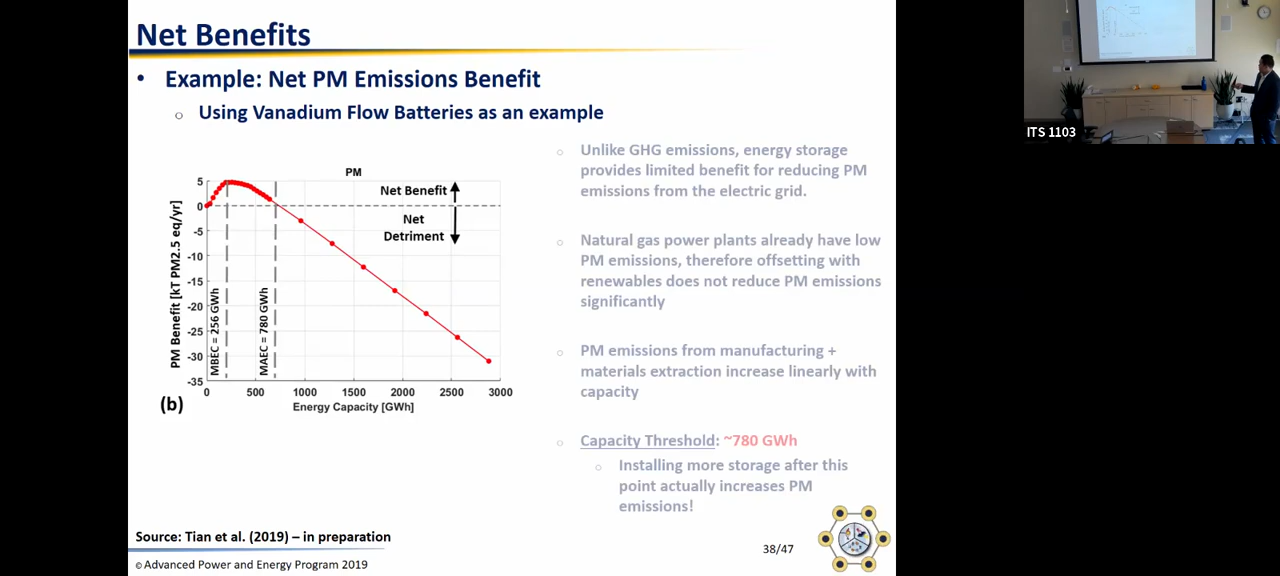 Net Benefits
• Example: Net PM Emissions Benefit
○ Using Vanadium Flow Batteries as an example
PM
Net Benefit
Net
Detriment
PM Benefit [kT PM2.5 eq/yr]
5
0
-5
-10
-15
-20
-25
-30
-35
MBEC = 256 GWh
MAEC = 780 GWh
0 500 1000 1500 2000 2500 3000
Energy Capacity [GWh]
(b)
○ Unlike GHG emissions, energy storage
provides limited benefit for reducing PM
emissions from the electric grid.
○ Natural gas power plants already have low
PM emissions, therefore offsetting with
renewables does not reduce PM emissions
significantly
○ PM emissions from manufacturing +
materials extraction increase linearly with
capacity
○ Capacity Threshold: ~780 GWh
○ Installing more storage after this
point actually increases PM
emissions!
Source: Tian et al. (2019) – in preparation
38/47
© Advanced Power and Energy Program 2019
ITS 1103